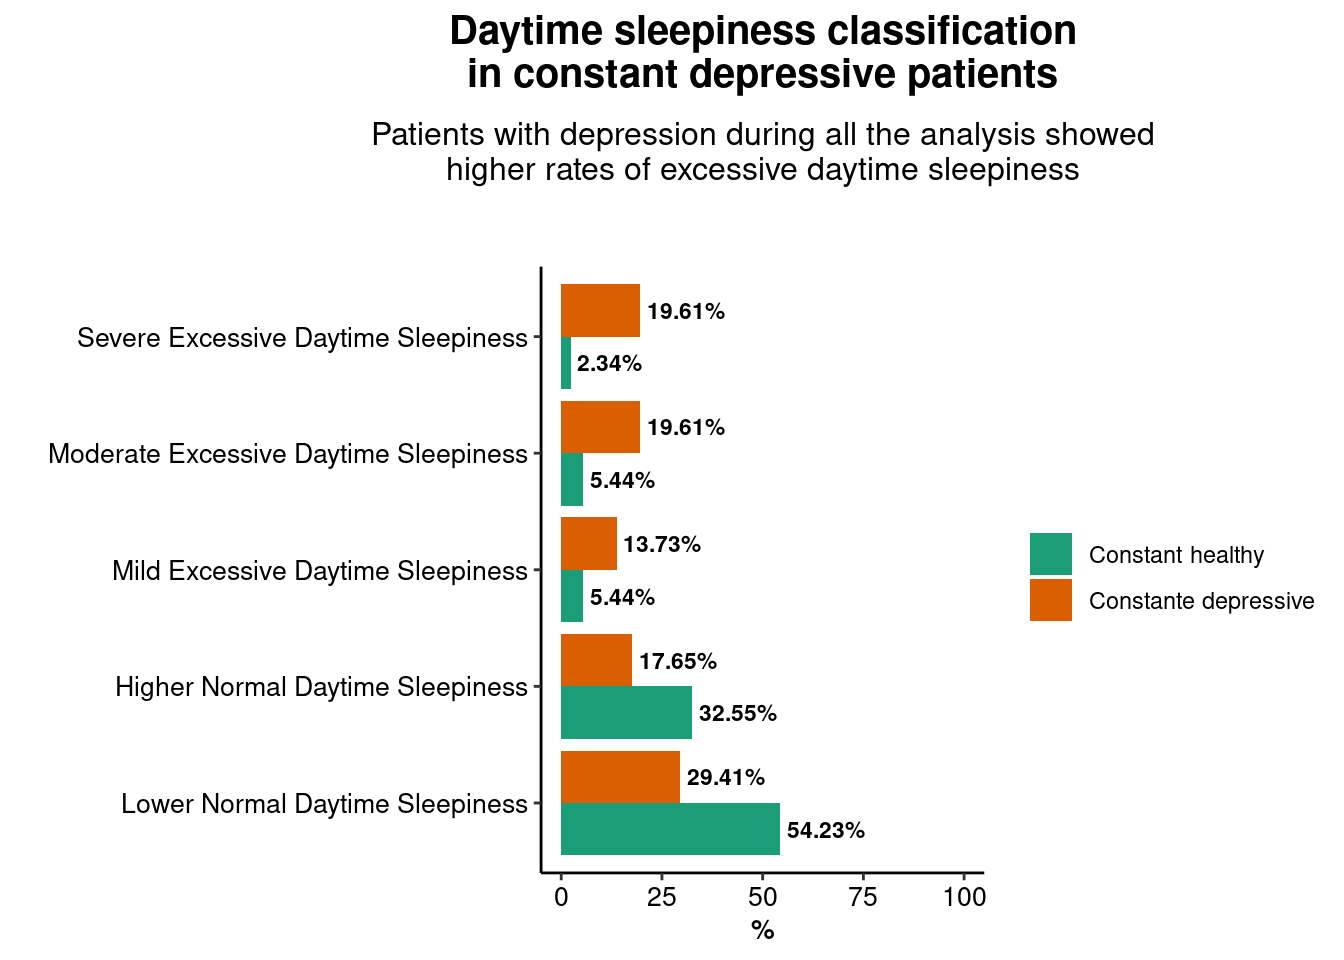 Daytime sleepiness classification
in constant depressive patients
Patients with depression during all the analysis showed
higher rates of excessive daytime sleepiness
Severe Excessive Daytime Sleepiness
19.61%
2.34%
Moderate Excessive Daytime Sleepiness
19.61%
5.44%
Mild Excessive Daytime Sleepiness
13.73%
5.44%
Higher Normal Daytime Sleepiness
17.65%
32.55%
Lower Normal Daytime Sleepiness
29.41%
54.23%
0 25 50 75 100
%
Constant healthy
Constante depressive